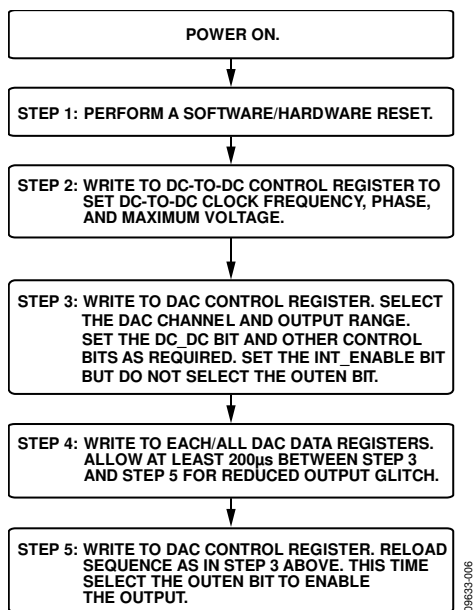 POWER ON.
STEP 1: PERFORM A SOFTWARE/HARDWARE RESET.
STEP 2: WRITE TO DC-TO-DC CONTROL REGISTER TO
SET DC-TO-DC CLOCK FREQUENCY, PHASE,
AND MAXIMUM VOLTAGE.
STEP 3: WRITE TO DAC CONTROL REGISTER. SELECT
THE DAC CHANNEL AND OUTPUT RANGE.
SET THE DC_DC BIT AND OTHER CONTROL
BITS AS REQUIRED. SET THE INT_ENABLE BIT
BUT DO NOT SELECT THE OUTEN BIT.
STEP 4: WRITE TO EACH/ALL DAC DATA REGISTERS.
ALLOW AT LEAST 200µs BETWEEN STEP 3
AND STEP 5 FOR REDUCED OUTPUT GLITCH.
STEP 5: WRITE TO DAC CONTROL REGISTER. RELOAD
SEQUENCE AS IN STEP 3 ABOVE. THIS TIME
SELECT THE OUTEN BIT TO ENABLE
THE OUTPUT.
09633-006